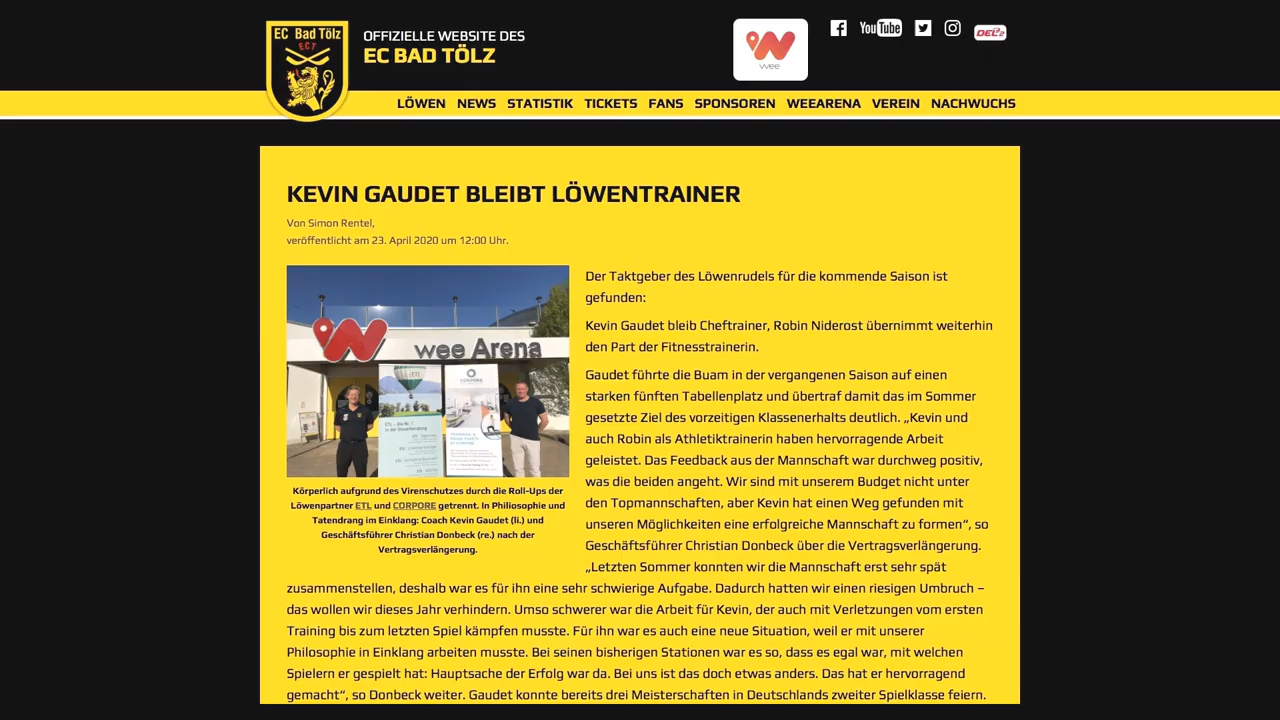 EC Bad Tölz
ECT
OFFIZIELLE WEBSITE DES
EC BAD TÖLZ
wee
YouTube
DEL2
LÖWEN NEWS STATISTIK TICKETS FANS SPONSOREN WEEARENA VEREIN NACHWUCHS
KEVIN GAUDET BLEIBT LÖWENTRAINER
Von Simon Rentel,
veröffentlicht am 23. April 2020 um 12:00 Uhr.
wee Arena
ETL
CORPORE
ETL – Die Nr. 1
in der Steuerberatung
Körperlich aufgrund des Virenschutzes durch die Roll-Ups der
Löwenpartner ETL und CORPORE getrennt. In Philiosophie und
Tatendrang im Einklang: Coach Kevin Gaudet (li.) und
Geschäftsführer Christian Donbeck (re.) nach der
Vertragsverlängerung.
Der Taktgeber des Löwenrudels für die kommende Saison ist
gefunden:
Kevin Gaudet bleib Cheftrainer, Robin Niderost übernimmt weiterhin
den Part der Fitnesstrainerin.
Gaudet führte die Buam in der vergangenen Saison auf einen
starken fünften Tabellenplatz und übertraf damit das im Sommer
gesetzte Ziel des vorzeitigen Klassenerhalts deutlich. „Kevin und
auch Robin als Athletiktrainerin haben hervorragende Arbeit
geleistet. Das Feedback aus der Mannschaft war durchweg positiv,
was die beiden angeht. Wir sind mit unserem Budget nicht unter
den Topmannschaften, aber Kevin hat einen Weg gefunden mit
unseren Möglichkeiten eine erfolgreiche Mannschaft zu formen“, so
Geschäftsführer Christian Donbeck über die Vertragsverlängerung.
„Letzten Sommer konnten wir die Mannschaft erst sehr spät
zusammenstellen, deshalb war es für ihn eine sehr schwierige Aufgabe. Dadurch hatten wir einen riesigen Umbruch –
das wollen wir dieses Jahr verhindern. Umso schwerer war die Arbeit für Kevin, der auch mit Verletzungen vom ersten
Training bis zum letzten Spiel kämpfen musste. Für ihn war es auch eine neue Situation, weil er mit unserer
Philosophie in Einklang arbeiten musste. Bei seinen bisherigen Stationen war es so, dass es egal war, mit welchen
Spielern er gespielt hat: Hauptsache der Erfolg war da. Bei uns ist das doch etwas anders. Das hat er hervorragend
gemacht“, so Donbeck weiter. Gaudet konnte bereits drei Meisterschaften in Deutschlands zweiter Spielklasse feiern.